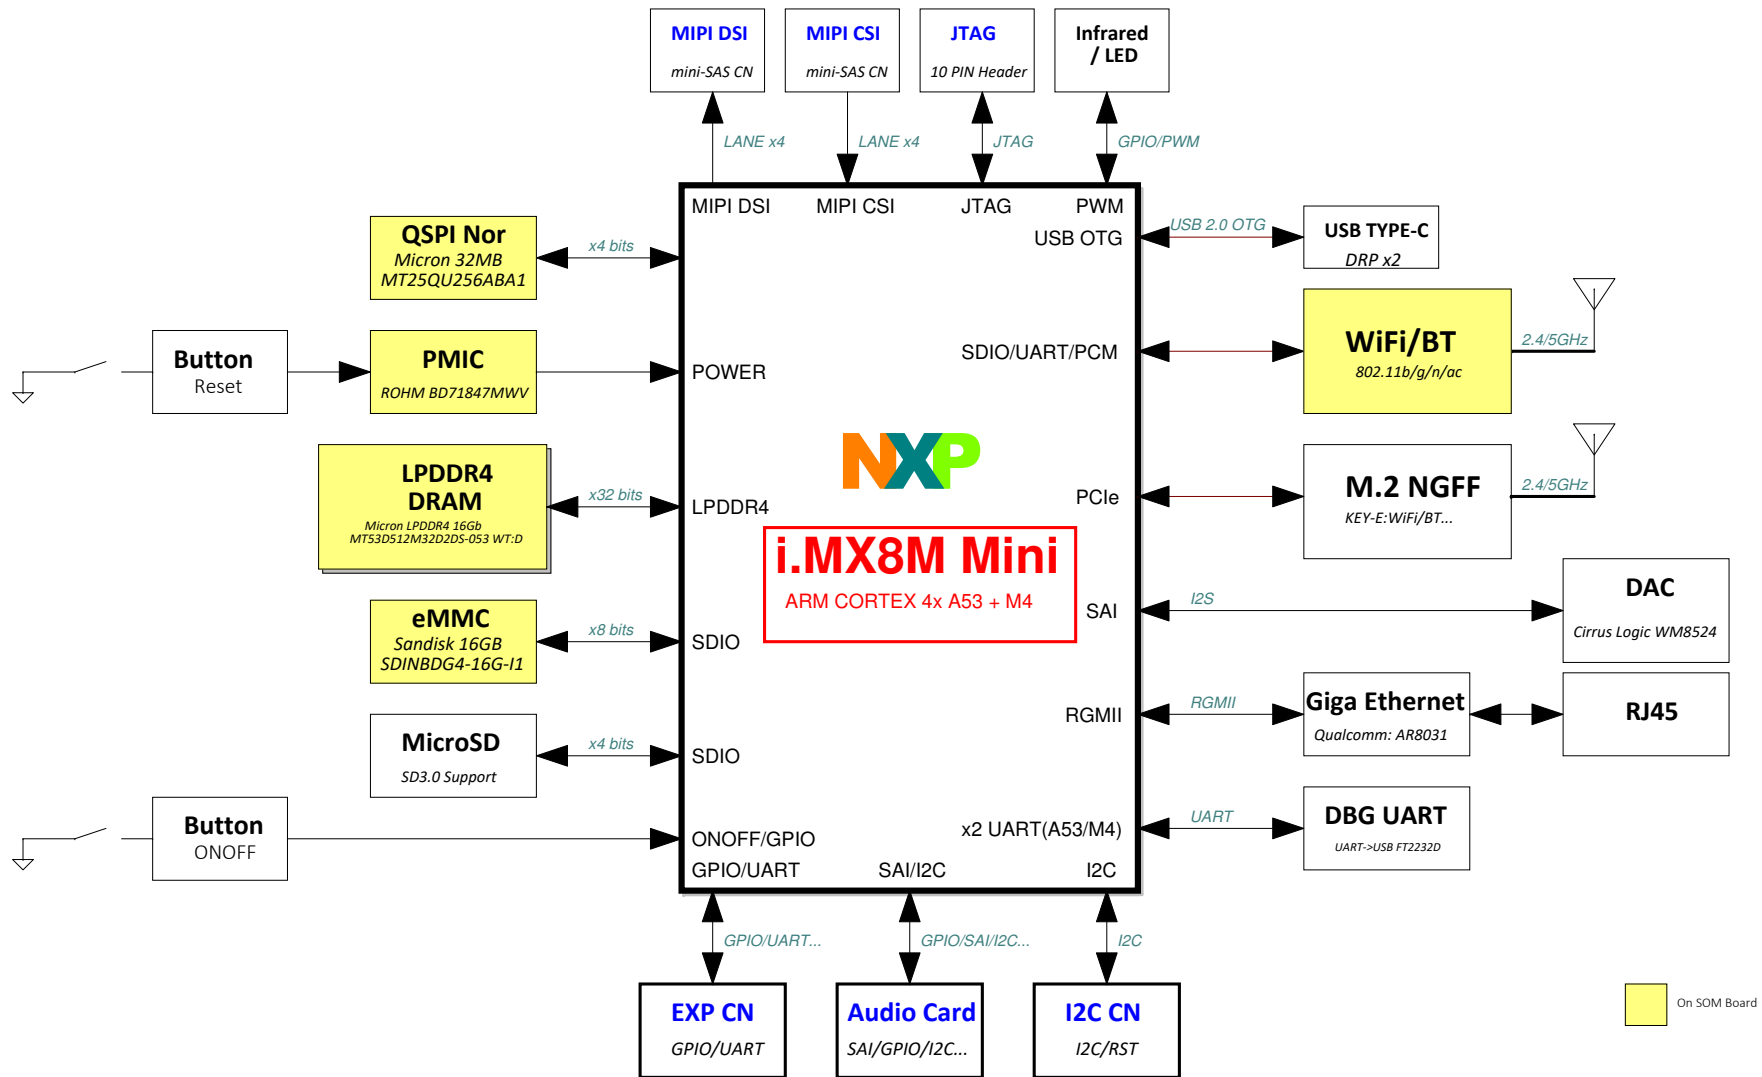 MIPI DSI
mini-SAS CN
MIPI CSI
mini-SAS CN
JTAG
10 PIN Header
Infrared
/ LED
LANE x4
LANE x4
JTAG
GPIO/PWM
MIPI DSI
MIPI CSI
JTAG
PWM
QSPI Nor
Micron 32MB
MT25QU256ABA1
x4 bits
USB OTG
USB 2.0 OTG
USB TYPE-C
DRP x2
Button
Reset
PMIC
ROHM BD71847MWV
POWER
SDIO/UART/PCM
WiFi/BT
802.11b/g/n/ac
2.4/5GHz
LPDDR4
DRAM
Micron LPDDR4 16Gb
MT53D512M32D2DS-053 WT:D
x32 bits
LPDDR4
NXP
PCIe
M.2 NGFF
KEY-E:WiFi/BT...
2.4/5GHz
i.MX8M Mini
ARM CORTEX 4x A53 + M4
eMMC
Sandisk 16GB
SDINBDG4-16G-I1
x8 bits
SDIO
SAI
I2S
DAC
Cirrus Logic WM8524
MicroSD
SD3.0 Support
x4 bits
SDIO
RGMII
RGMII
Giga Ethernet
Qualcomm: AR8031
RJ45
Button
ONOFF
ONOFF/GPIO
x2 UART(A53/M4)
UART
DBG UART
UART->USB FT2232D
GPIO/UART
SAI/I2C
I2C
GPIO/UART...
GPIO/SAI/I2C...
I2C
EXP CN
GPIO/UART
Audio Card
SAI/GPIO/I2C...
I2C CN
I2C/RST
On SOM Board